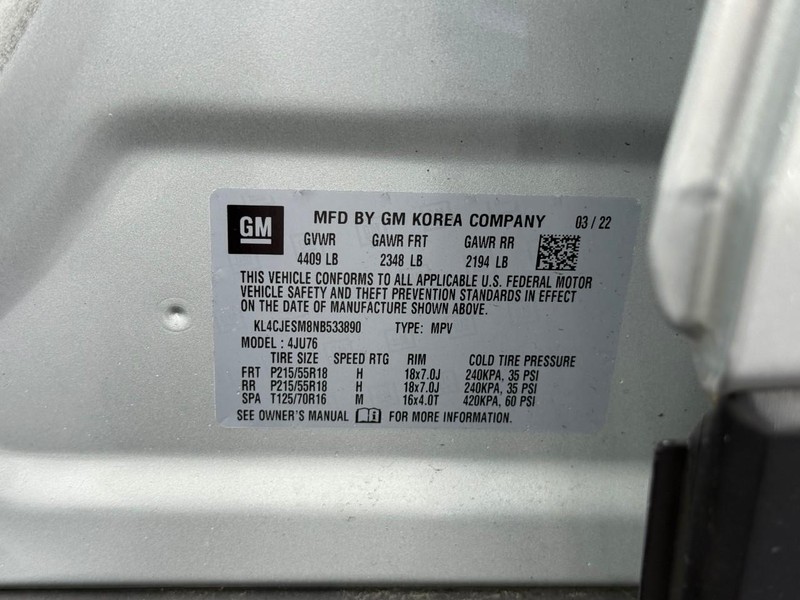 GM MFD BY GM KOREA COMPANY 03 / 22
GVWR GAWR FRT GAWR RR
4409 LB 2348 LB 2194 LB
THIS VEHICLE CONFORMS TO ALL APPLICABLE U.S. FEDERAL MOTOR
VEHICLE SAFETY AND THEFT PREVENTION STANDARDS IN EFFECT
ON THE DATE OF MANUFACTURE SHOWN ABOVE.
KL4CJESM8NB533890 TYPE: MPV
MODEL : 4JU76
TIRE SIZE SPEED RTG RIM COLD TIRE PRESSURE
FRT P215/55R18 H 18x7.0J 240KPA, 35 PSI
RR P215/55R18 H 18x7.0J 240KPA, 35 PSI
SPA T125/70R16 M 16x4.0T 420KPA, 60 PSI
SEE OWNER'S MANUAL FOR MORE INFORMATION.